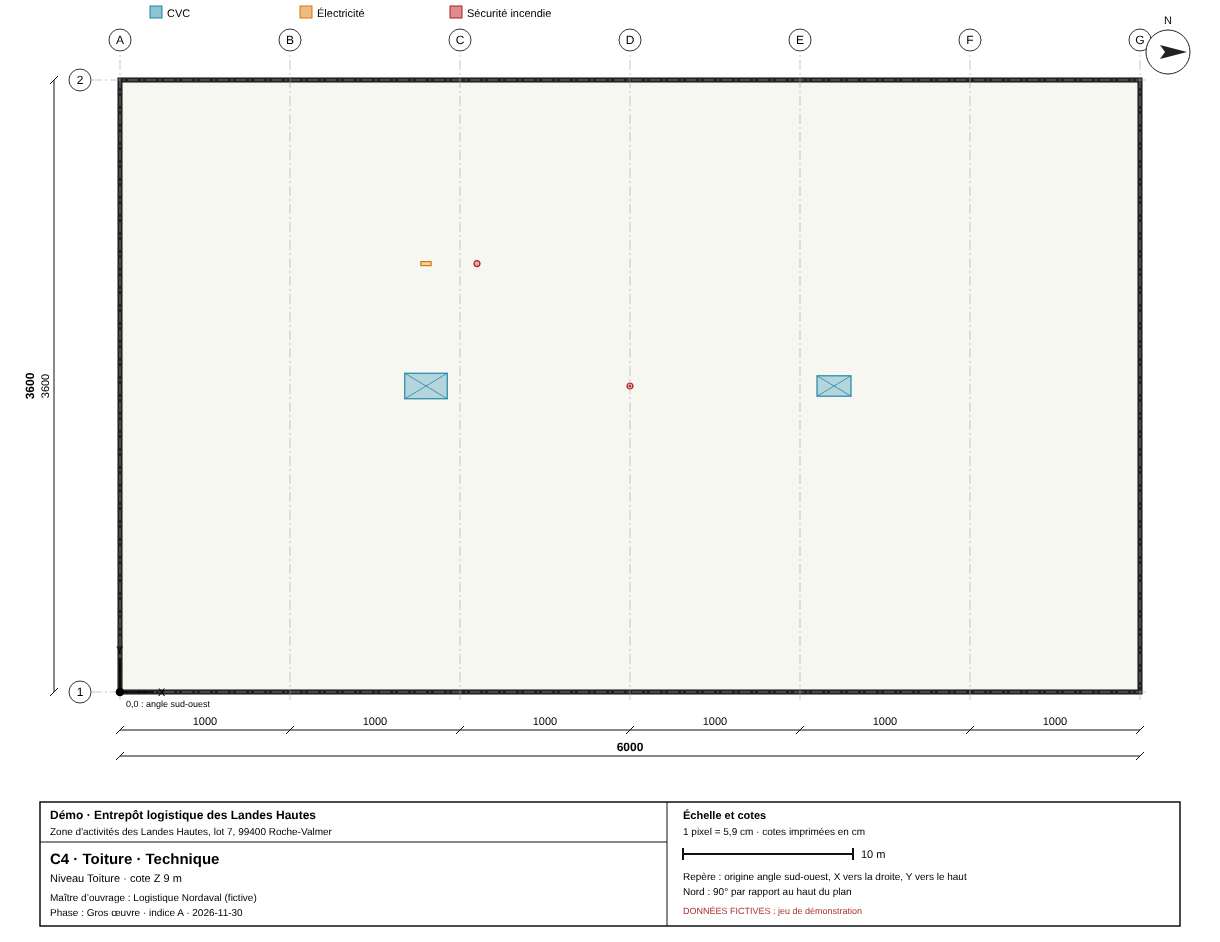 CVC
Électricité
Sécurité incendie
N
A B C D E F G
2
3600
3600
Y
1
X
0,0 : angle sud-ouest
1000 1000 1000 1000 1000 1000
6000
Démo · Entrepôt logistique des Landes Hautes
Zone d'activités des Landes Hautes, lot 7, 99400 Roche-Valmer
C4 · Toiture · Technique
Niveau Toiture · cote Z 9 m
Maître d'ouvrage : Logistique Nordaval (fictive)
Phase : Gros œuvre · indice A · 2026-11-30
Échelle et cotes
1 pixel = 5,9 cm · cotes imprimées en cm
10 m
Repère : origine angle sud-ouest, X vers la droite, Y vers le haut
Nord : 90° par rapport au haut du plan
DONNÉES FICTIVES : jeu de démonstration